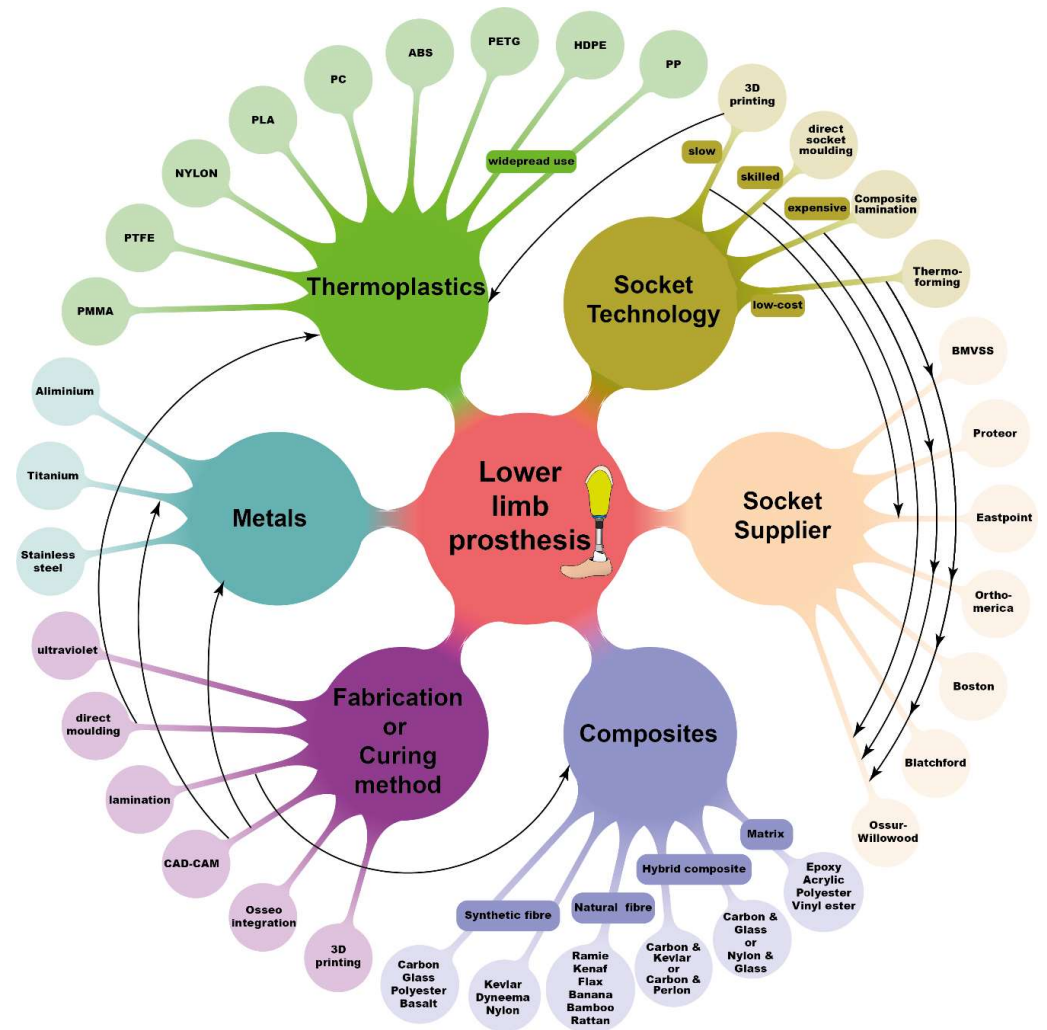 Lower
limb
prosthesis
Thermoplastics
PMMA
PTFE
NYLON
PLA
PC
ABS
PETG
HDPE
PP
widepread use
Socket
Technology
3D
printing
slow
direct
socket
moulding
skilled
Composite
lamination
expensive
Thermo-
forming
low-cost
Socket
Supplier
BMVSS
Proteor
Eastpoint
Ortho-
merica
Boston
Blatchford
Ossur-
Willowood
Composites
Matrix
Epoxy
Acrylic
Polyester
Vinyl ester
Hybrid composite
Carbon &
Glass
or
Nylon &
Glass
Carbon &
Kevlar
or
Carbon &
Perlon
Natural fibre
Ramie
Kenaf
Flax
Banana
Bamboo
Rattan
Synthetic fibre
Kevlar
Dyneema
Nylon
Carbon
Glass
Polyester
Basalt
Fabrication
or
Curing
method
3D
printing
Osseo
integration
CAD-CAM
lamination
direct
moulding
ultraviolet
Metals
Stainless
steel
Titanium
Aliminium